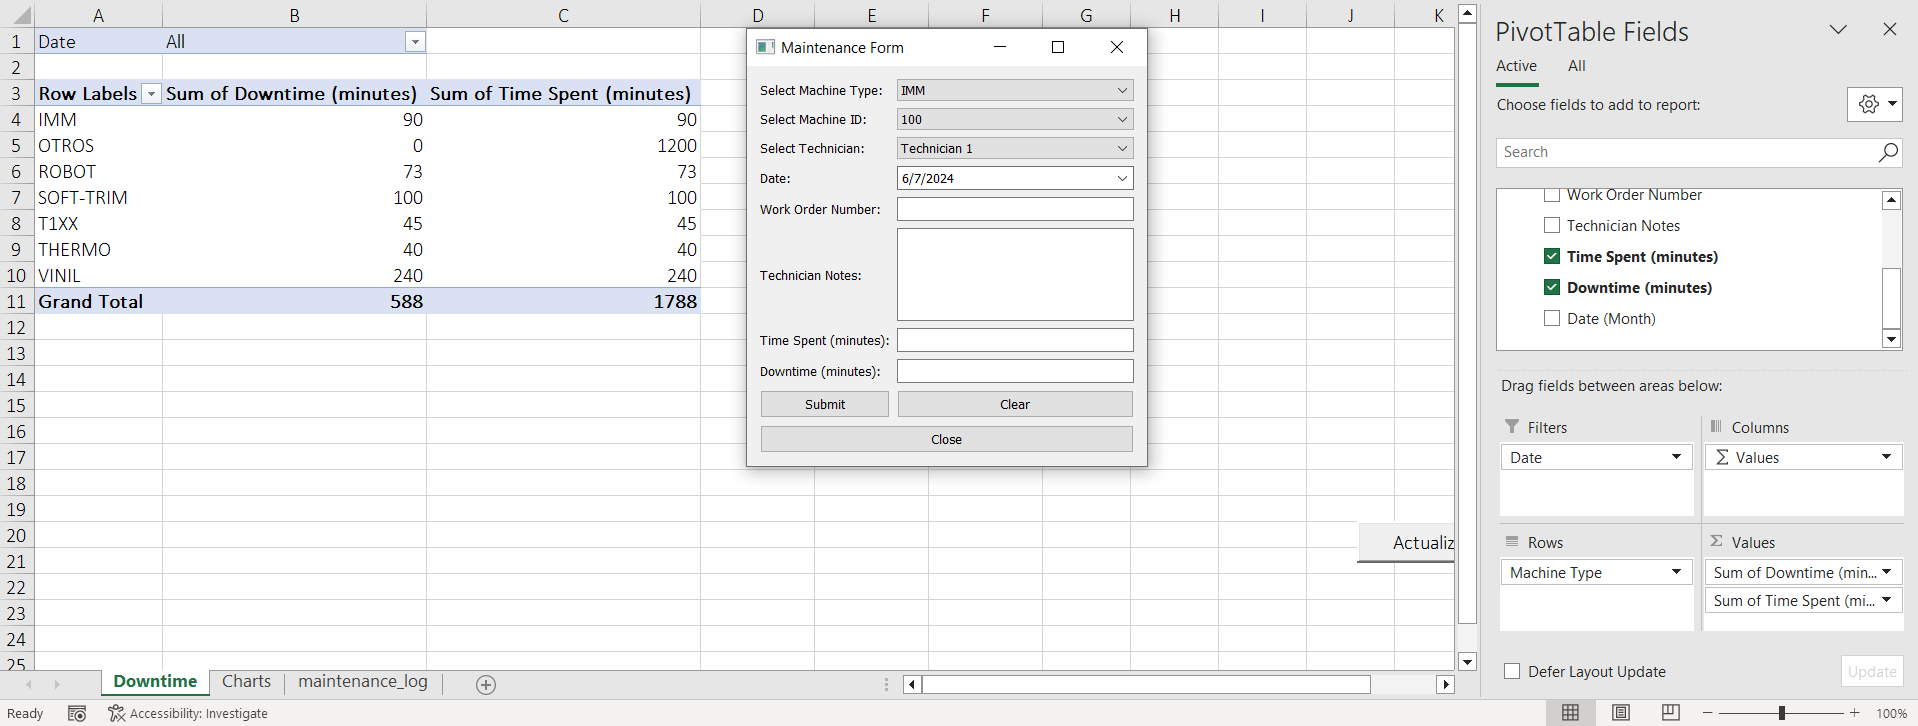 A B C D E F G H I J K
1 Date All
2
3 Row Labels Sum of Downtime (minutes) Sum of Time Spent (minutes)
4 IMM 90 90
5 OTROS 0 1200
6 ROBOT 73 73
7 SOFT-TRIM 100 100
8 T1XX 45 45
9 THERMO 40 40
10 VINIL 240 240
11 Grand Total 588 1788
12
13
14
15
16
17
18
19
20
21
22
23
24
25
Actualiz
Maintenance Form
Select Machine Type: IMM
Select Machine ID: 100
Select Technician: Technician 1
Date: 6/7/2024
Work Order Number:
Technician Notes:
Time Spent (minutes):
Downtime (minutes):
Submit Clear
Close
PivotTable Fields
Active All
Choose fields to add to report:
Search
Work Order Number
Technician Notes
Time Spent (minutes)
Downtime (minutes)
Date (Month)
Drag fields between areas below:
Filters Columns
Date Σ Values
Rows Σ Values
Machine Type Sum of Downtime (min...
Sum of Time Spent (mi...
Defer Layout Update Update
Downtime Charts maintenance_log
Ready Accessibility: Investigate 100%